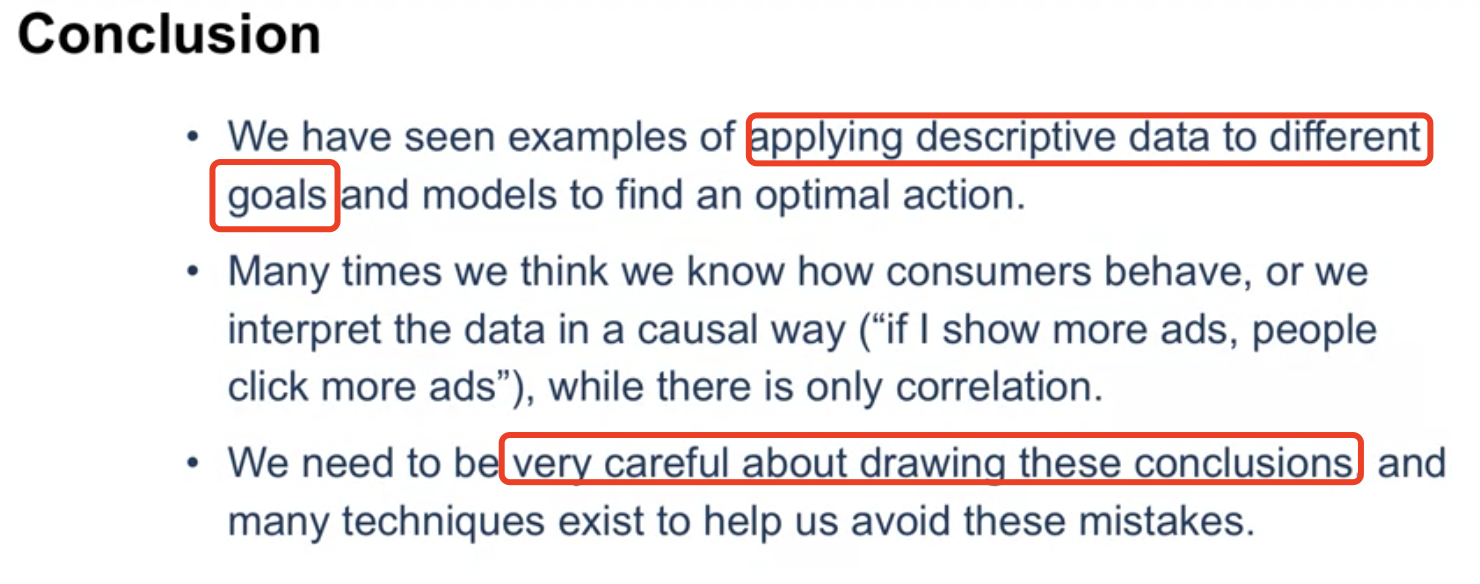 Conclusion
• We have seen examples of applying descriptive data to different
goals and models to find an optimal action.
• Many times we think we know how consumers behave, or we
interpret the data in a causal way (“if I show more ads, people
click more ads”), while there is only correlation.
• We need to be very careful about drawing these conclusions and
many techniques exist to help us avoid these mistakes.